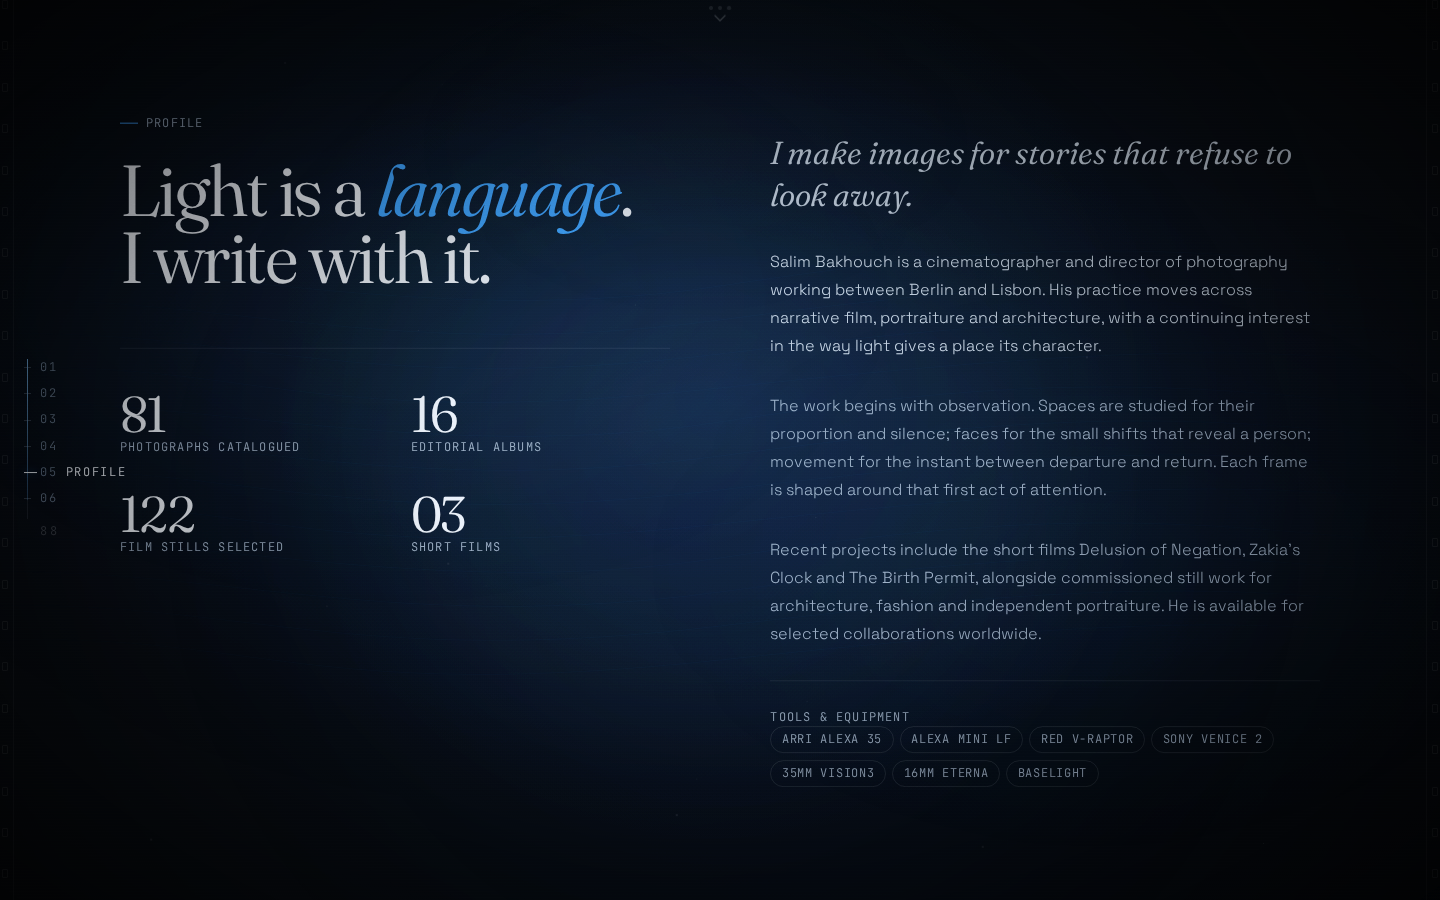 — PROFILE
Light is a language.
I write with it.
01
02
03
04
05 PROFILE
06
88
81
PHOTOGRAPHS CATALOGUED
16
EDITORIAL ALBUMS
122
FILM STILLS SELECTED
03
SHORT FILMS
I make images for stories that refuse to
look away.
Salim Bakhouch is a cinematographer and director of photography
working between Berlin and Lisbon. His practice moves across
narrative film, portraiture and architecture, with a continuing interest
in the way light gives a place its character.
The work begins with observation. Spaces are studied for their
proportion and silence; faces for the small shifts that reveal a person;
movement for the instant between departure and return. Each frame
is shaped around that first act of attention.
Recent projects include the short films Delusion of Negation, Zakia's
Clock and The Birth Permit, alongside commissioned still work for
architecture, fashion and independent portraiture. He is available for
selected collaborations worldwide.
TOOLS & EQUIPMENT
ARRI ALEXA 35 ALEXA MINI LF RED V-RAPTOR SONY VENICE 2
35MM VISION3 16MM ETERNA BASELIGHT